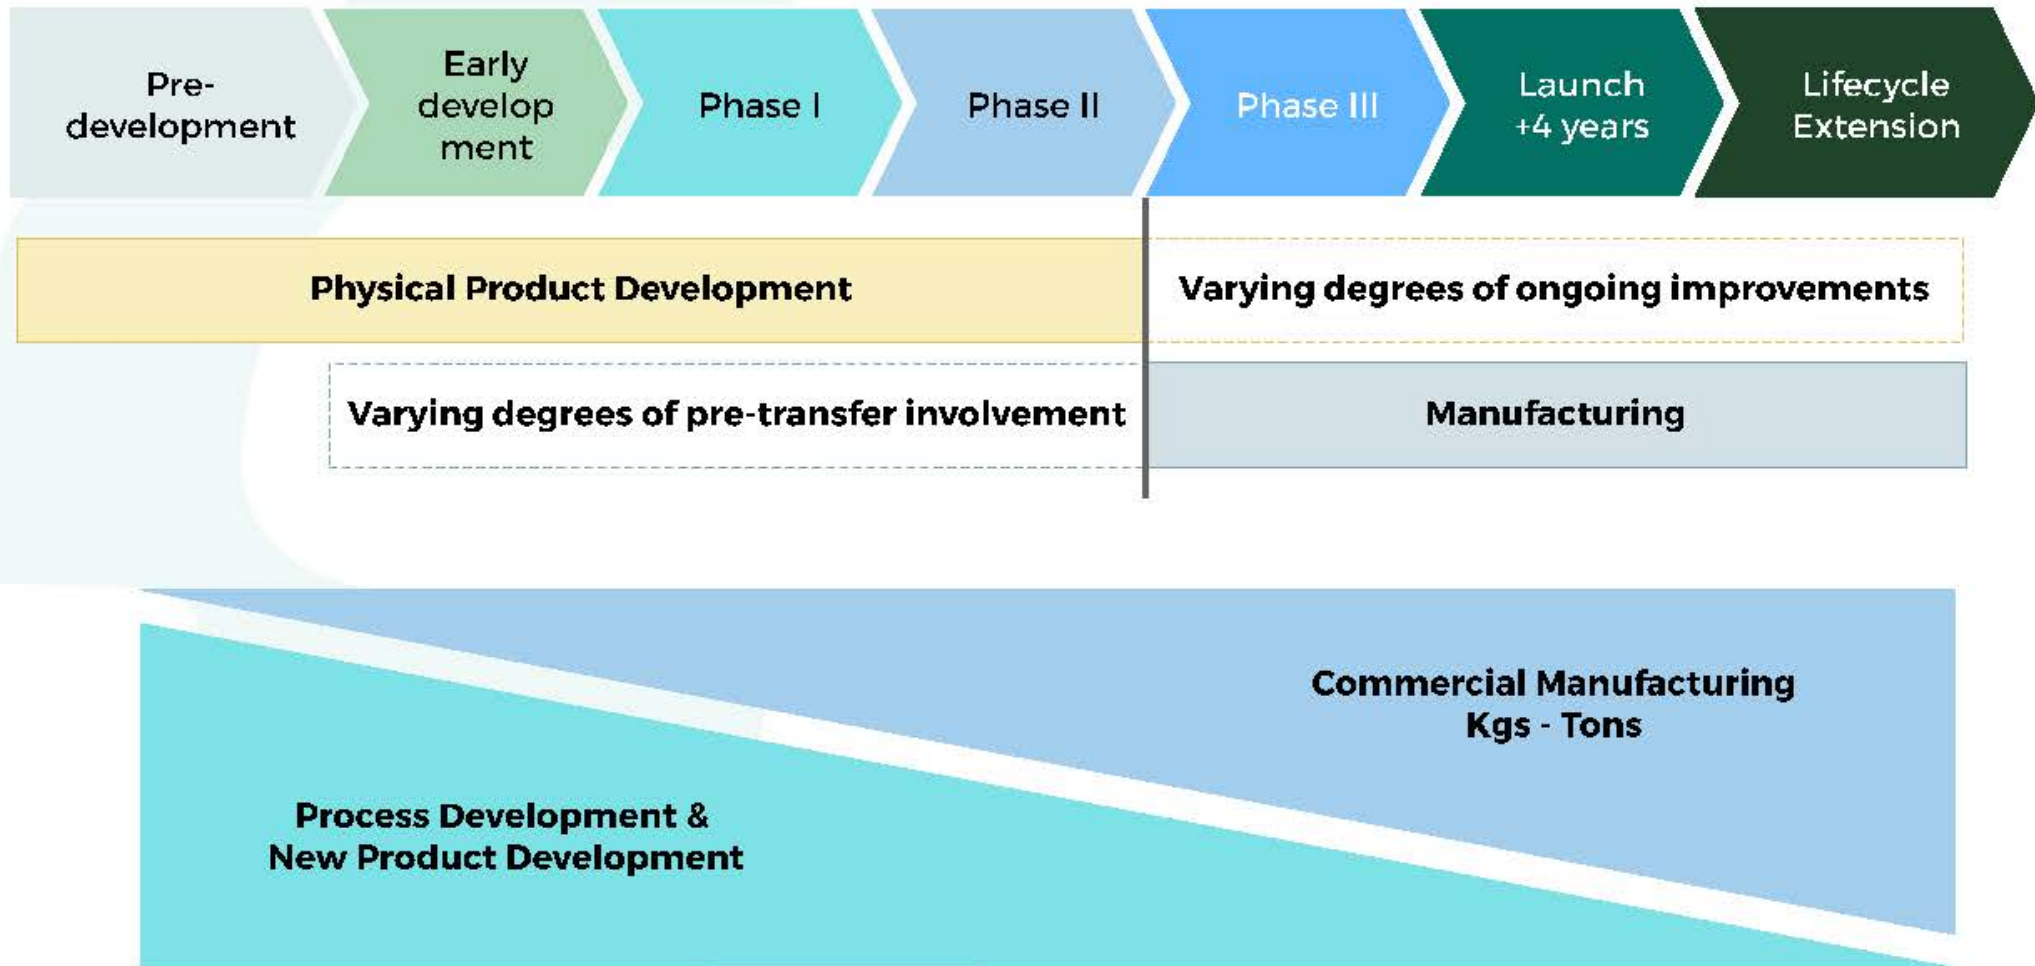 Pre-
development
Early
develop
ment
Phase I
Phase II
Phase III
Launch
+4 years
Lifecycle
Extension
Physical Product Development
Varying degrees of ongoing improvements
Varying degrees of pre-transfer involvement
Manufacturing
Commercial Manufacturing
Kgs - Tons
Process Development &
New Product Development